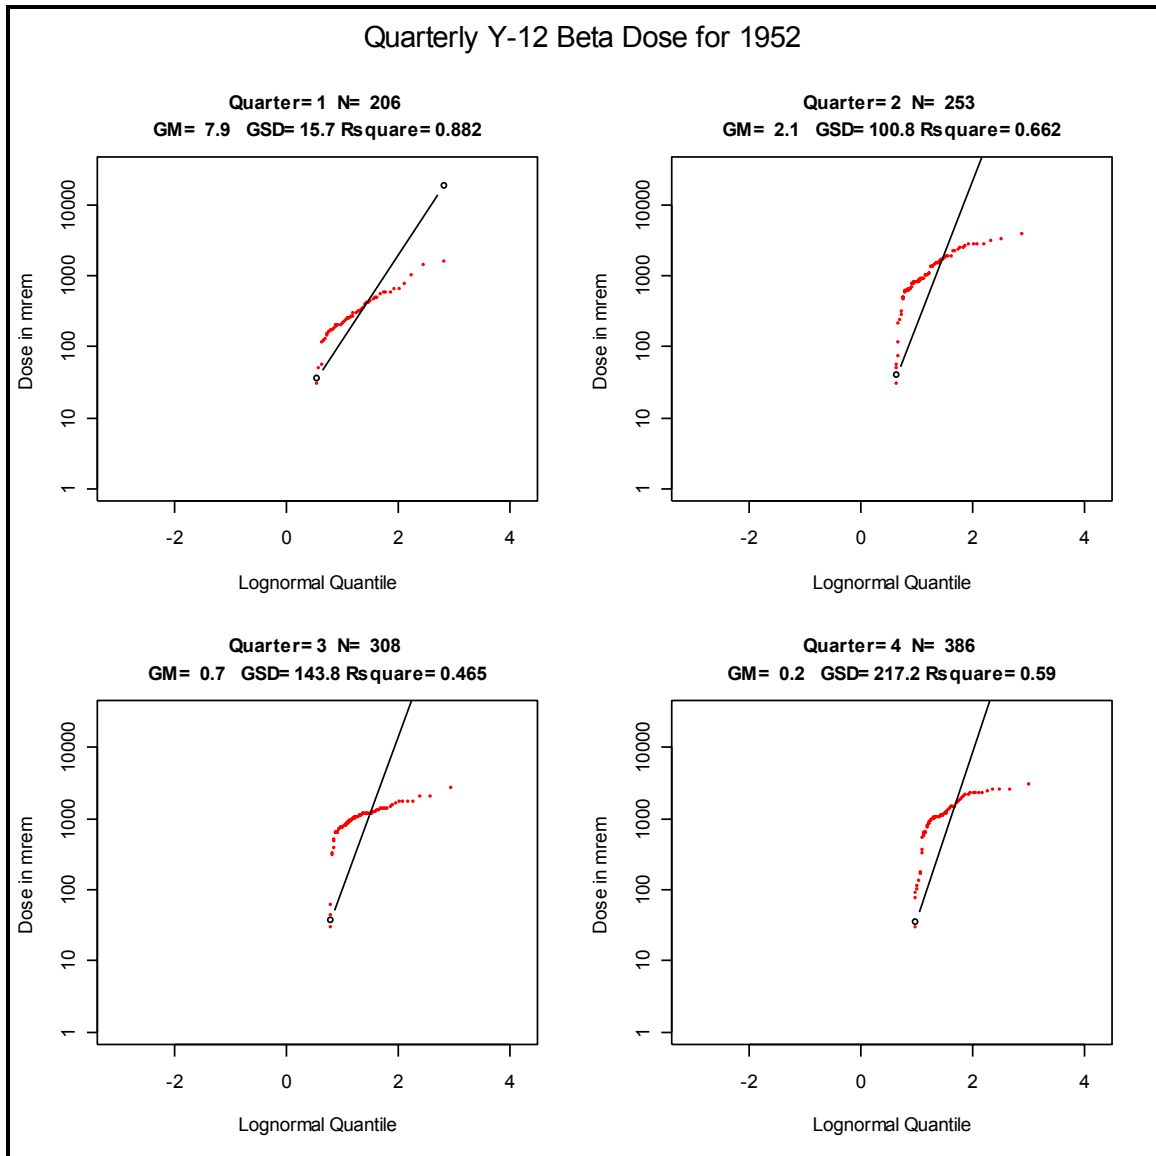 Quarterly Y-12 Beta Dose for 1952
Quarter= 1 N= 206
GM= 7.9 GSD= 15.7 Rsquare= 0.882
Dose in mrem
10000
1000
100
10
1
-2 0 2 4
Lognormal Quantile
Quarter= 2 N= 253
GM= 2.1 GSD= 100.8 Rsquare= 0.662
Dose in mrem
10000
1000
100
10
1
-2 0 2 4
Lognormal Quantile
Quarter= 3 N= 308
GM= 0.7 GSD= 143.8 Rsquare= 0.465
Dose in mrem
10000
1000
100
10
1
-2 0 2 4
Lognormal Quantile
Quarter= 4 N= 386
GM= 0.2 GSD= 217.2 Rsquare= 0.59
Dose in mrem
10000
1000
100
10
1
-2 0 2 4
Lognormal Quantile